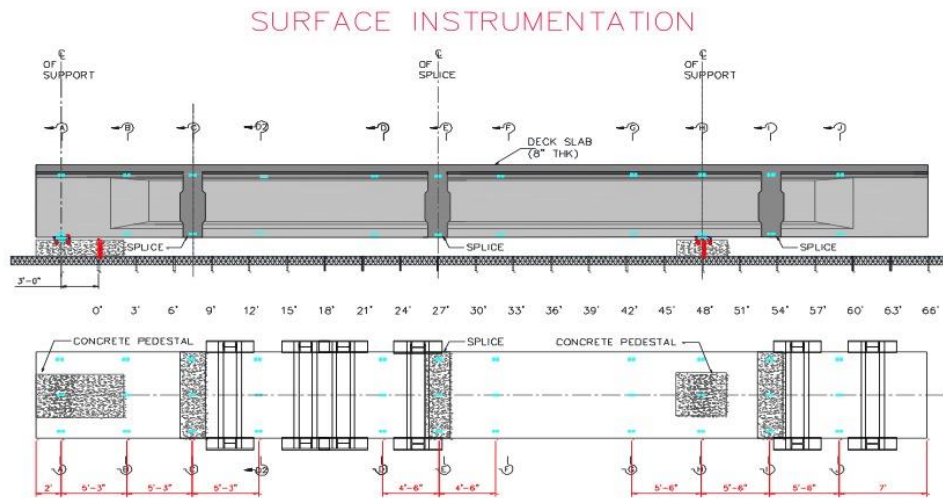 SURFACE INSTRUMENTATION
℄
OF
SUPPORT
℄
OF
SPLICE
℄
OF
SUPPORT
A B C D2 D E F G H I J
DECK SLAB
(8" THK)
SPLICE SPLICE SPLICE
3'-0"
0' 3' 6' 9' 12' 15' 18' 21' 24' 27' 30' 33' 36' 39' 42' 45' 48' 51' 54' 57' 60' 63' 66'
CONCRETE PEDESTAL SPLICE CONCRETE PEDESTAL
A B C D2 D E F G H I J
2' 5'-3" 5'-3" 5'-3" 4'-6" 4'-6" 5'-6" 5'-6" 5'-6" 7'